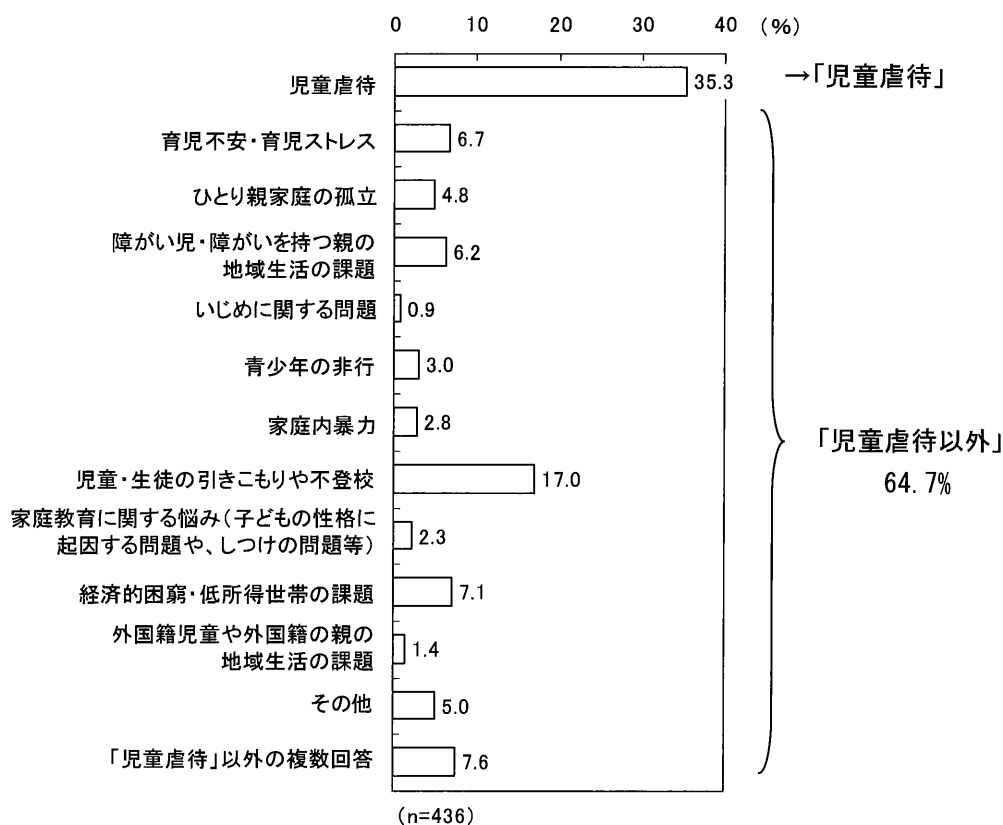 0 10 20 30 40 (%)
児童虐待 35.3 →「児童虐待」
育児不安・育児ストレス 6.7
ひとり親家庭の孤立 4.8
障がい児・障がいを持つ親の
地域生活の課題 6.2
いじめに関する問題 0.9
青少年の非行 3.0
家庭内暴力 2.8
「児童虐待以外」
64.7%
児童・生徒の引きこもりや不登校 17.0
家庭教育に関する悩み(子どもの性格に
起因する問題や、しつけの問題等) 2.3
経済的困窮・低所得世帯の課題 7.1
外国籍児童や外国籍の親の
地域生活の課題 1.4
その他 5.0
「児童虐待」以外の複数回答 7.6
(n=436)